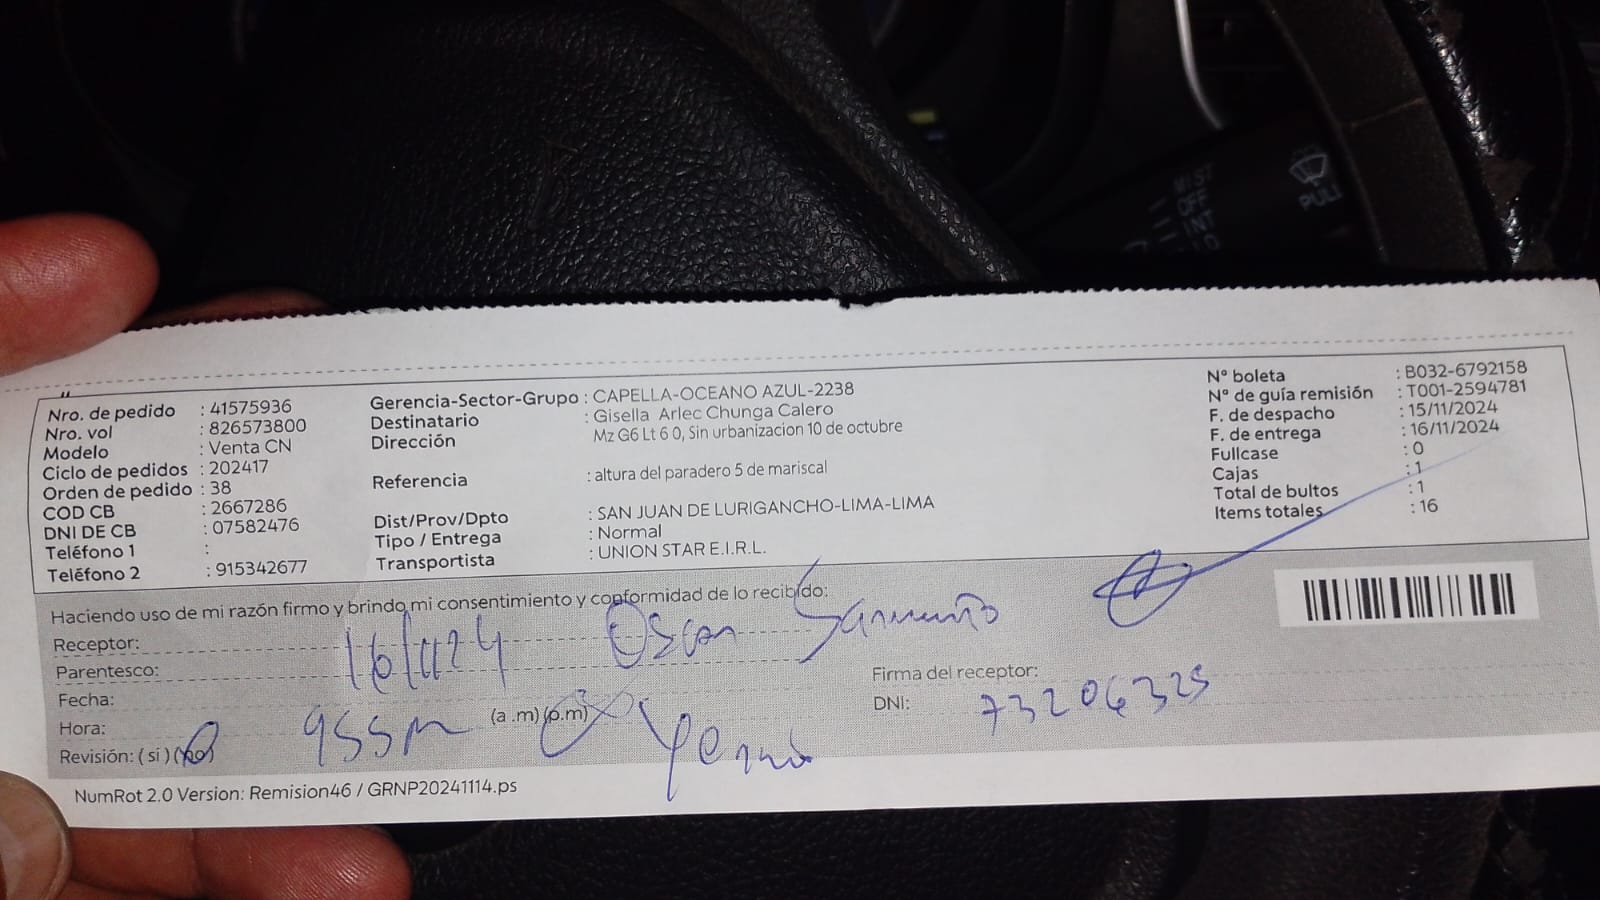 MIST
OFF
INT
LO
PULL
Nro. de pedido : 41575936
Nro. vol : 826573800
Modelo : Venta CN
Ciclo de pedidos : 202417
Orden de pedido : 38
COD CB : 2667286
DNI DE CB : 07582476
Teléfono 1 :
Teléfono 2 : 915342677
Gerencia-Sector-Grupo : CAPELLA-OCEANO AZUL-2238
Destinatario : Gisella Arlec Chunga Calero
Dirección Mz G6 Lt 6 0, Sin urbanizacion 10 de octubre
Referencia : altura del paradero 5 de mariscal
Dist/Prov/Dpto : SAN JUAN DE LURIGANCHO-LIMA-LIMA
Tipo / Entrega : Normal
Transportista : UNION STAR E.I.R.L.
N° boleta : B032-6792158
N° de guía remisión : T001-2594781
F. de despacho : 15/11/2024
F. de entrega : 16/11/2024
Fullcase : 0
Cajas : 1
Total de bultos : 1
Items totales : 16
Haciendo uso de mi razón firmo y brindo mi consentimiento y conformidad de lo recibido:
Receptor: Oscar Sarmiento
Parentesco: Yerno
Fecha: 16/1124
Hora: 955m (a .m) (p.m)
Revisión: ( si ) (no)
Firma del receptor:
DNI: 73206325
NumRot 2.0 Version: Remision46 / GRNP20241114.ps